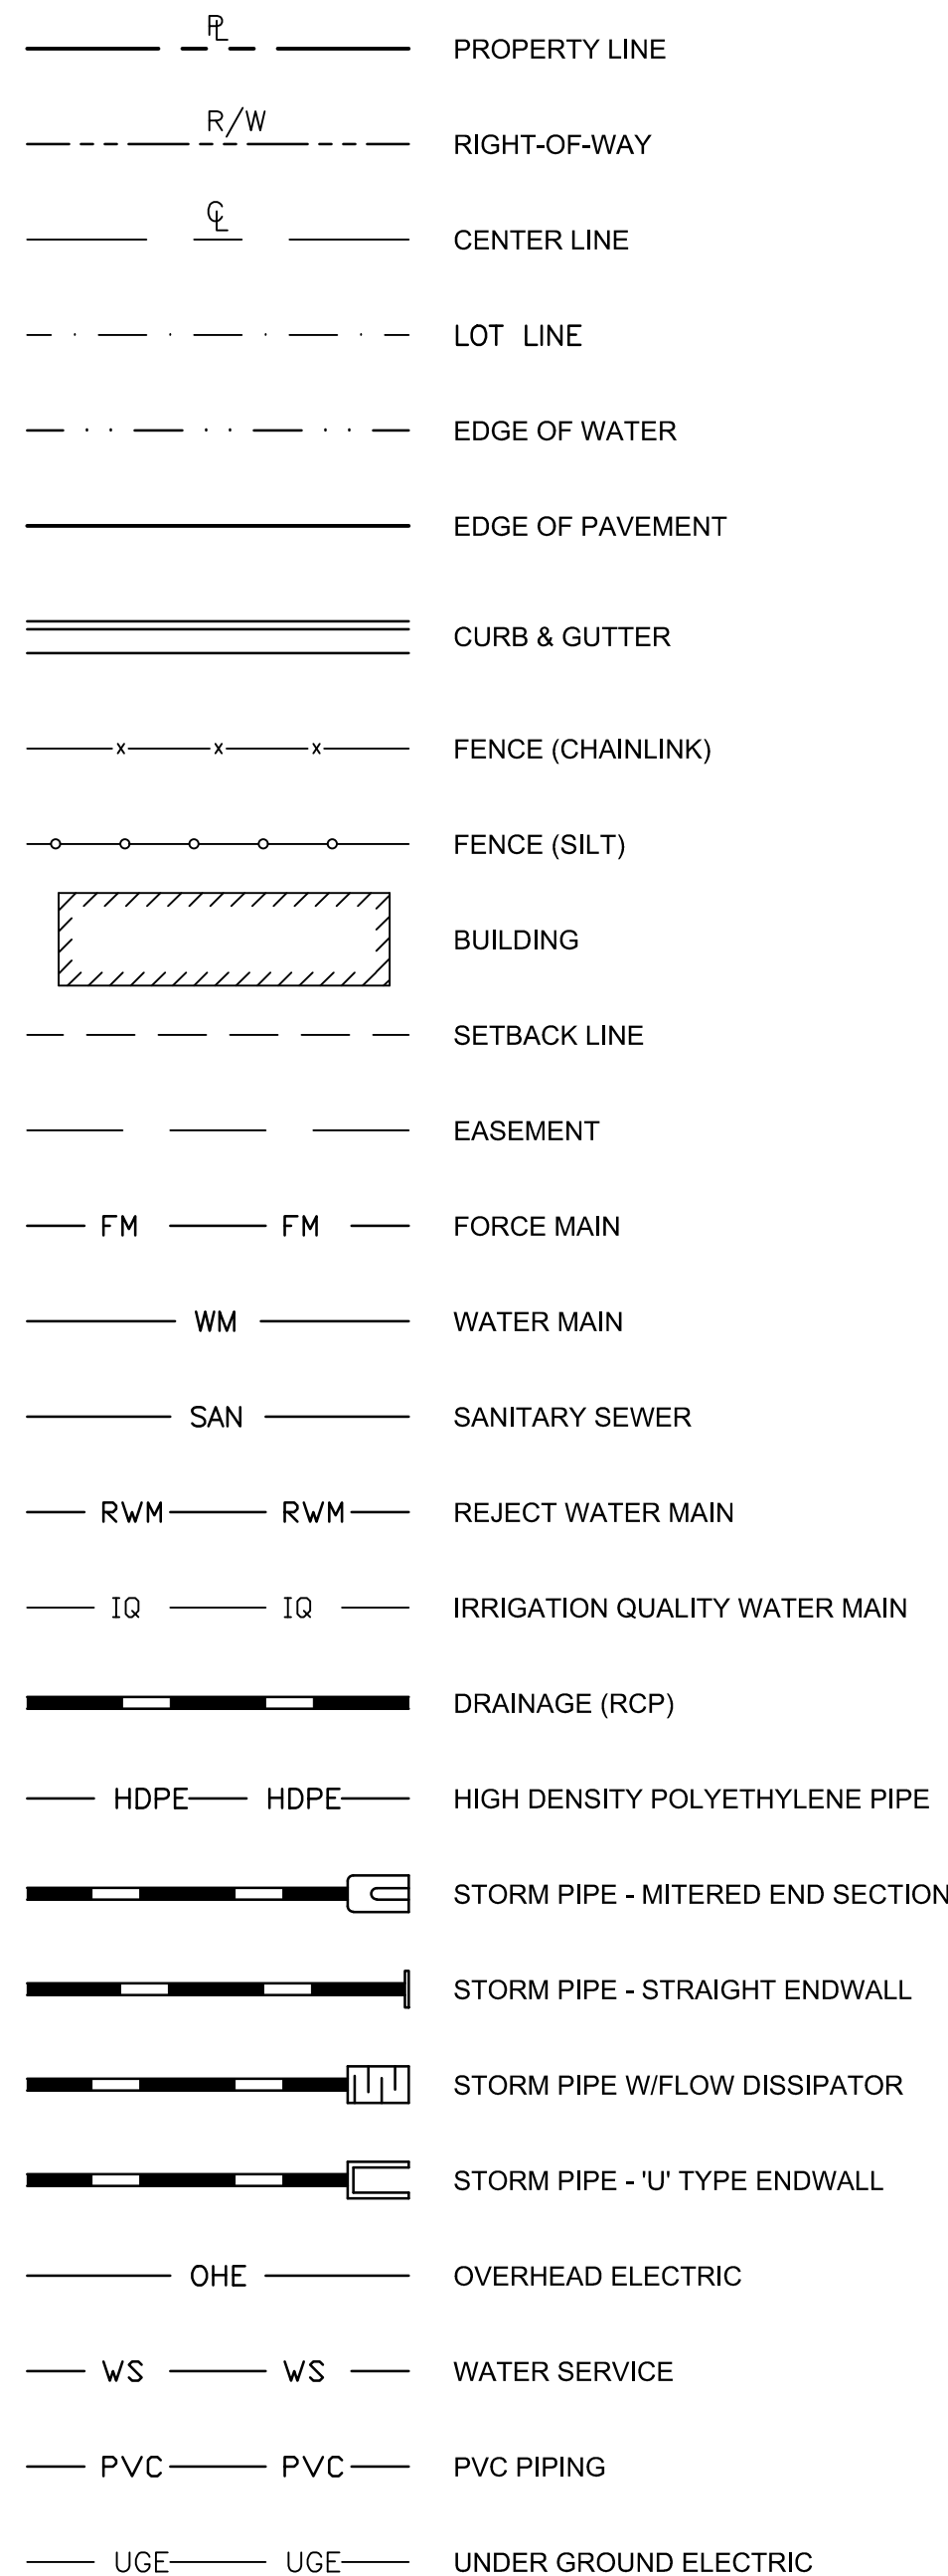 PL
PROPERTY LINE
R/W
RIGHT-OF-WAY
CL
CENTER LINE
LOT LINE
EDGE OF WATER
EDGE OF PAVEMENT
CURB & GUTTER
x x x FENCE (CHAINLINK)
FENCE (SILT)
BUILDING
SETBACK LINE
EASEMENT
FM FM FORCE MAIN
WM WATER MAIN
SAN SANITARY SEWER
RWM RWM REJECT WATER MAIN
IQ IQ IRRIGATION QUALITY WATER MAIN
DRAINAGE (RCP)
HDPE HDPE HIGH DENSITY POLYETHYLENE PIPE
STORM PIPE - MITERED END SECTION
STORM PIPE - STRAIGHT ENDWALL
STORM PIPE W/FLOW DISSIPATOR
STORM PIPE - 'U' TYPE ENDWALL
OHE OVERHEAD ELECTRIC
WS WS WATER SERVICE
PVC PVC PVC PIPING
UGE UGE UNDER GROUND ELECTRIC